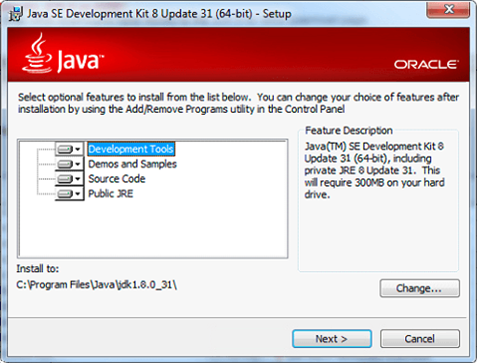 Java SE Development Kit 8 Update 31 (64-bit) - Setup
Java™
ORACLE
Select optional features to install from the list below. You can change your choice of features after
installation by using the Add/Remove Programs utility in the Control Panel
Development Tools
Demos and Samples
Source Code
Public JRE
Feature Description
Java(TM) SE Development Kit 8
Update 31 (64-bit), including
private JRE 8 Update 31. This
will require 300MB on your hard
drive.
Install to:
C:\Program Files\Java\jdk1.8.0_31\
Change...
Next >
Cancel